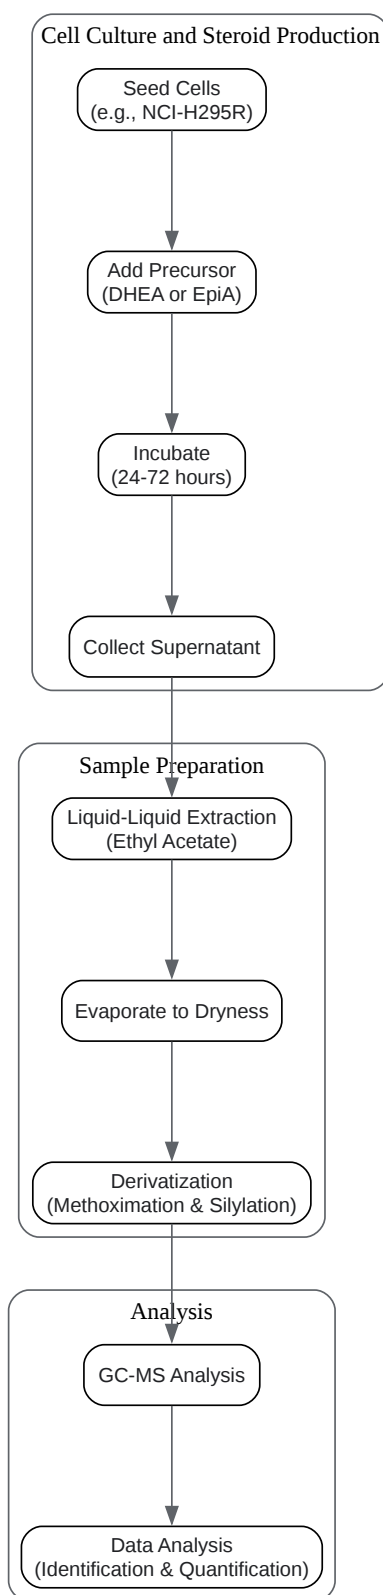 Cell Culture and Steroid Production
Seed Cells
(e.g., NCI-H295R)
Add Precursor
(DHEA or EpiA)
Incubate
(24-72 hours)
Collect Supernatant
Sample Preparation
Liquid-Liquid Extraction
(Ethyl Acetate)
Evaporate to Dryness
Derivatization
(Methoximation & Silylation)
Analysis
GC-MS Analysis
Data Analysis
(Identification & Quantification)